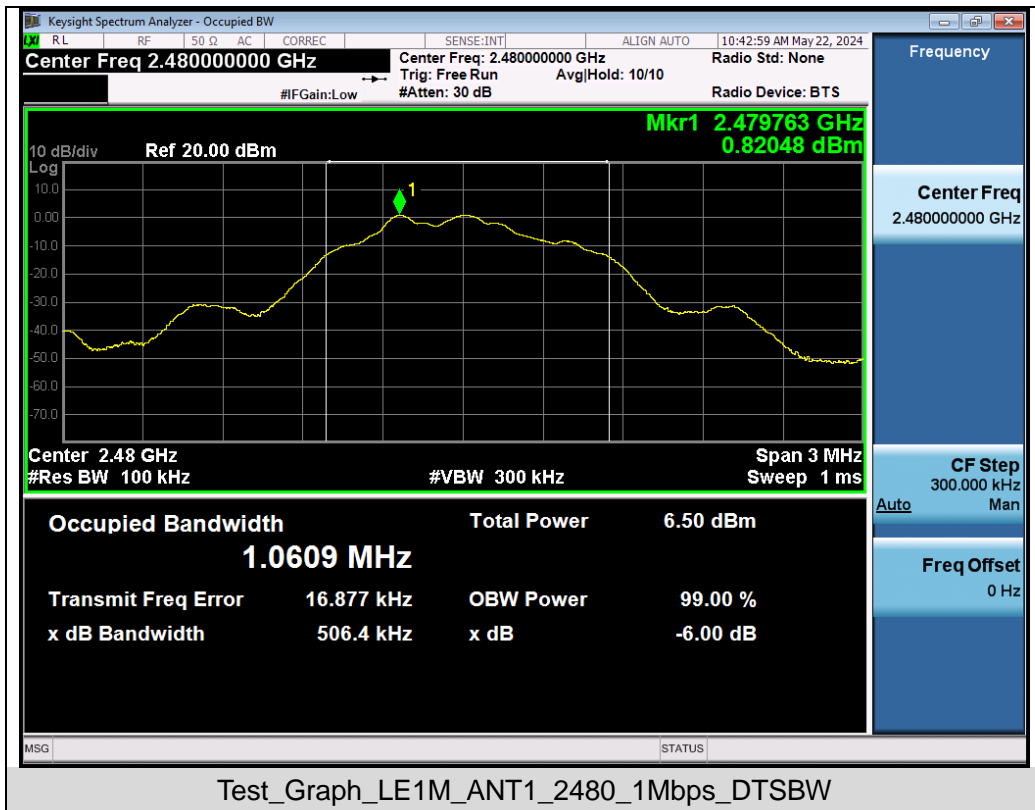 Keysight Spectrum Analyzer - Occupied BW
LXI RL RF 50 Ω AC CORREC SENSE:INT ALIGN AUTO 10:42:59 AM May 22, 2024
Center Freq 2.480000000 GHz
Center Freq: 2.480000000 GHz
Radio Std: None
Trig: Free Run Avg|Hold: 10/10
#IFGain:Low
#Atten: 30 dB
Radio Device: BTS
Mkr1 2.479763 GHz
0.82048 dBm
10 dB/div Ref 20.00 dBm
Log
10.0
1
0.00
-10.0
-20.0
-30.0
-40.0
-50.0
-60.0
-70.0
Center 2.48 GHz
Span 3 MHz
#Res BW 100 kHz
#VBW 300 kHz
Sweep 1 ms
Occupied Bandwidth
1.0609 MHz
Total Power 6.50 dBm
Transmit Freq Error 16.877 kHz
OBW Power 99.00 %
x dB Bandwidth 506.4 kHz
x dB -6.00 dB
Frequency
Center Freq
2.480000000 GHz
CF Step
300.000 kHz
Auto Man
Freq Offset
0 Hz
MSG
STATUS
Test_Graph_LE1M_ANT1_2480_1Mbps_DTSBW